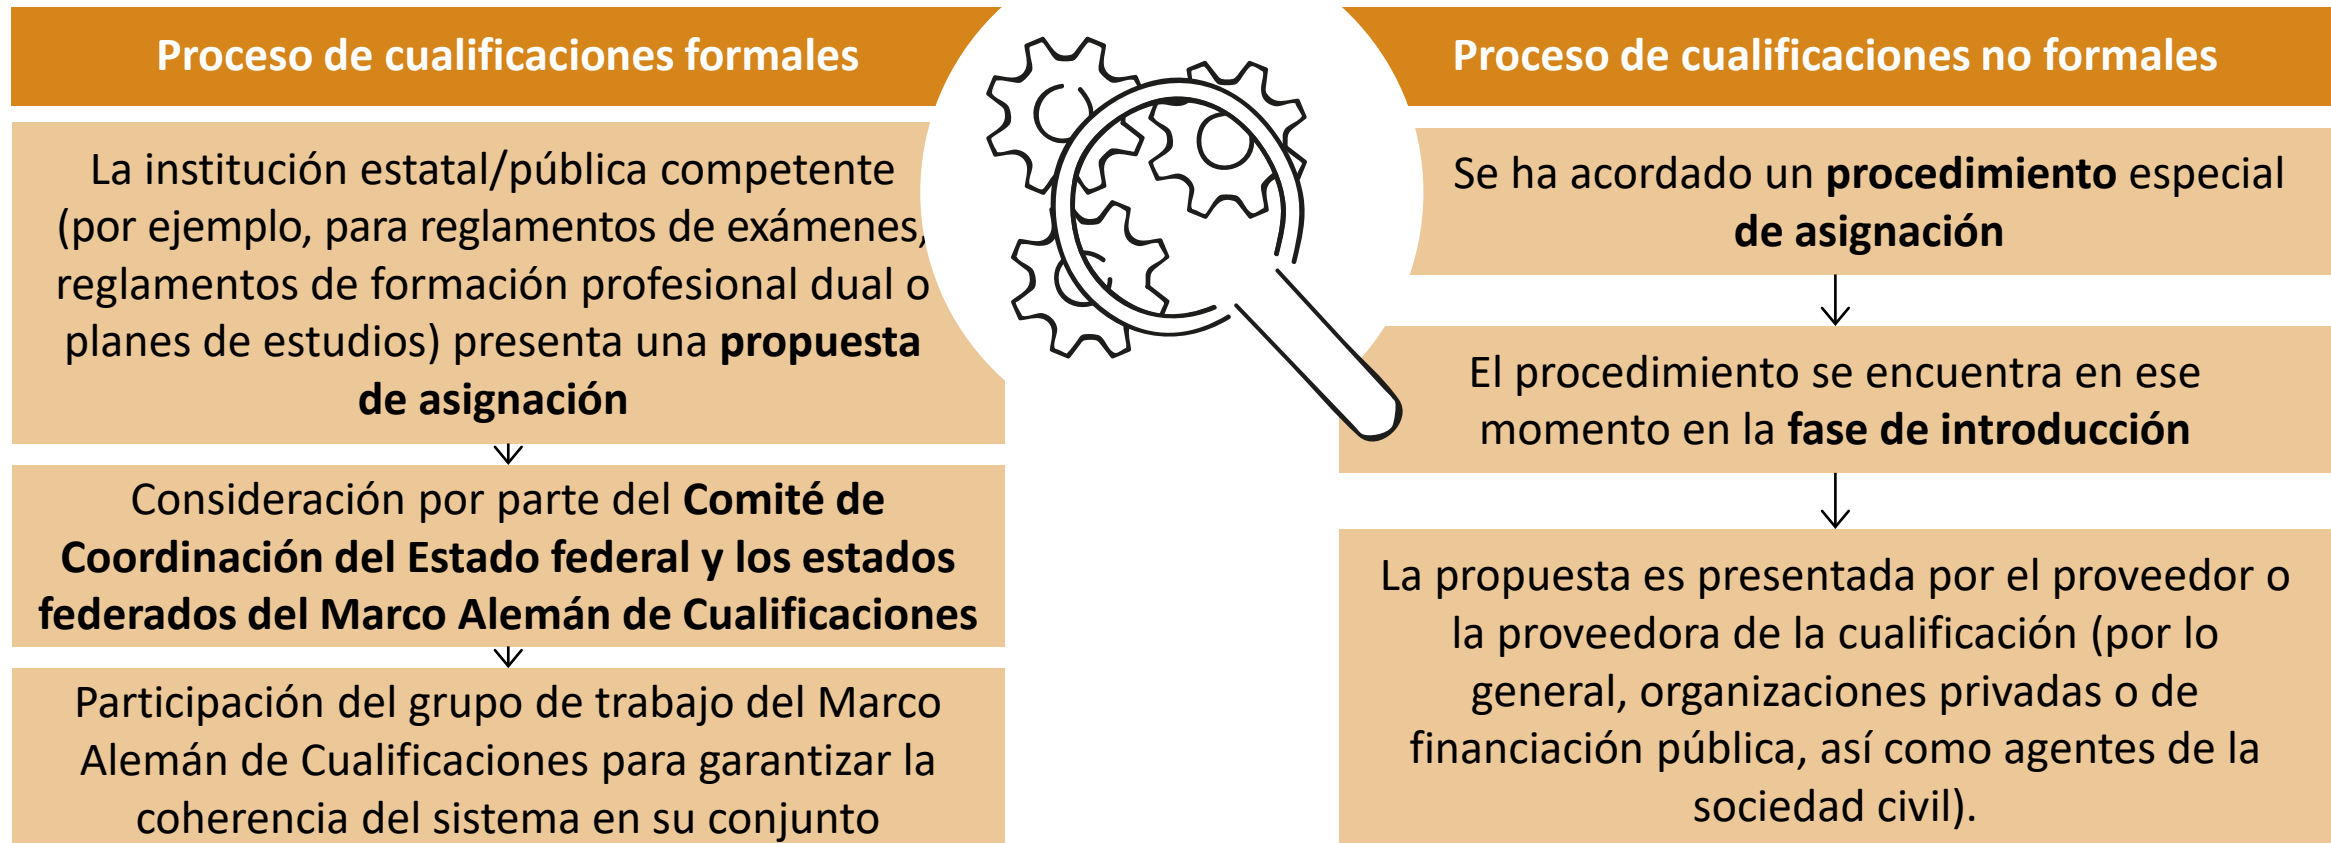 Proceso de cualificaciones formales
La institución estatal/pública competente
(por ejemplo, para reglamentos de exámenes,
reglamentos de formación profesional dual o
planes de estudios) presenta una propuesta
de asignación
Consideración por parte del Comité de
Coordinación del Estado federal y los estados
federados del Marco Alemán de Cualificaciones
Participación del grupo de trabajo del Marco
Alemán de Cualificaciones para garantizar la
coherencia del sistema en su conjunto
Proceso de cualificaciones no formales
Se ha acordado un procedimiento especial
de asignación
El procedimiento se encuentra en ese
momento en la fase de introducción
La propuesta es presentada por el proveedor o
la proveedora de la cualificación (por lo
general, organizaciones privadas o de
financiación pública, así como agentes de la
sociedad civil).